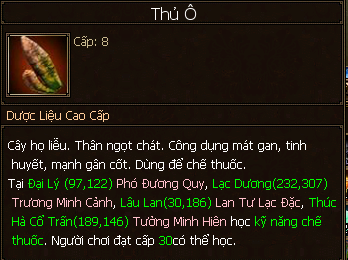 Thủ Ô
Cấp: 8
Dược Liệu Cao Cấp
Cây họ liễu. Thân ngọt chát. Công dụng mát gan, tinh
huyết, mạnh gân cốt. Dùng để chế thuốc.
Tại Đại Lý (97,122) Phó Đương Quy, Lạc Dương(232,307)
Trương Minh Cảnh, Lâu Lan(30,186) Lan Tư Lạc Đặc, Thúc
Hà Cổ Trấn(189,146) Tưởng Minh Hiên học kỹ năng chế
thuốc. Người chơi đạt cấp 30có thể học.